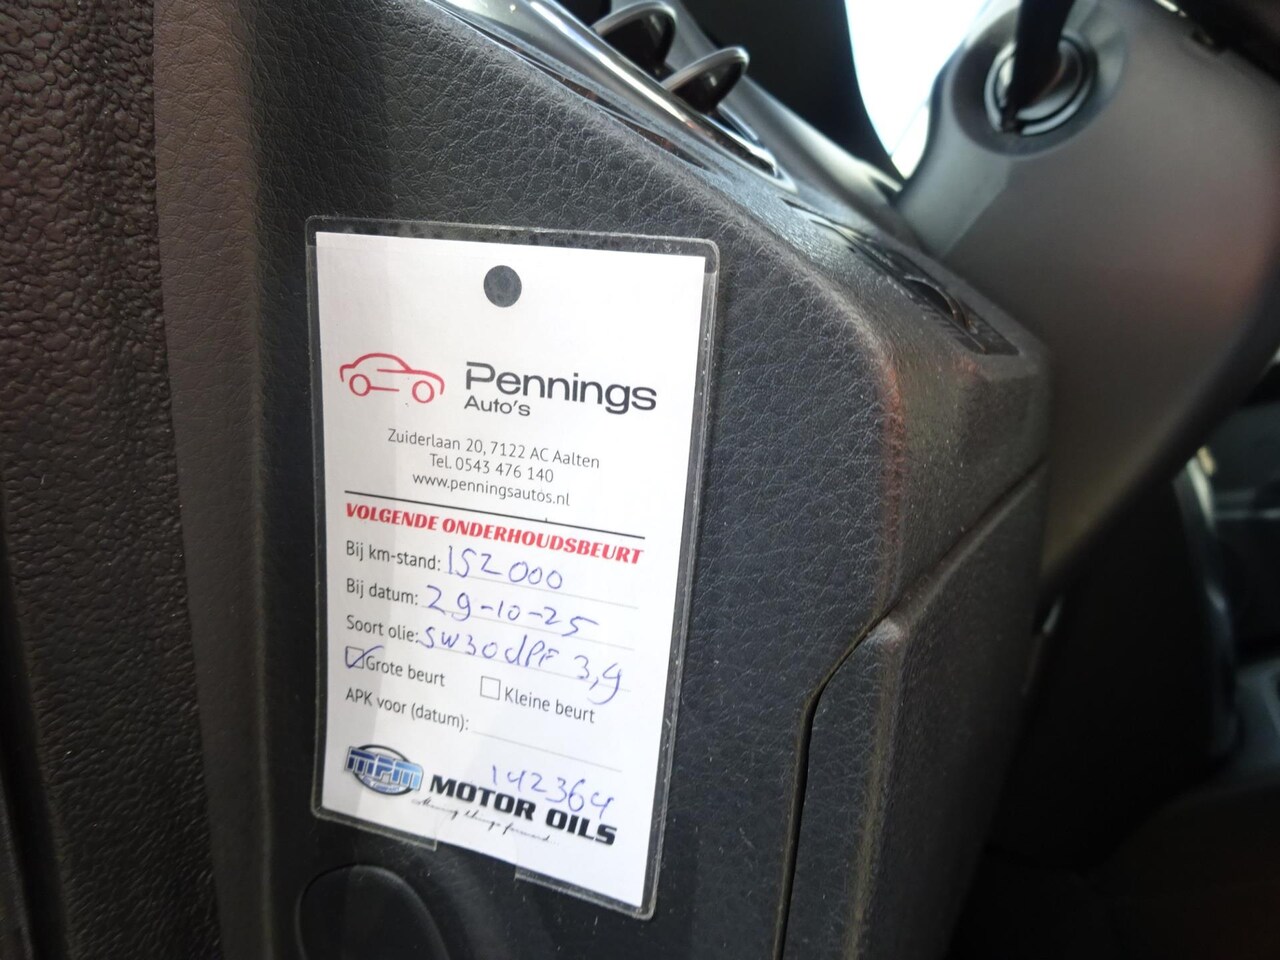 Pennings
Auto's
Zuiderlaan 20, 7122 AC Aalten
Tel. 0543 476 140
www.penningsautos.nl
VOLGENDE ONDERHOUDSBEURT
Bij km-stand: 152000
Bij datum: 29-10-25
Soort olie: 5W30 dPF 3,9
Grote beurt Kleine beurt
APK voor (datum):
142364
MPM MOTOR OILS